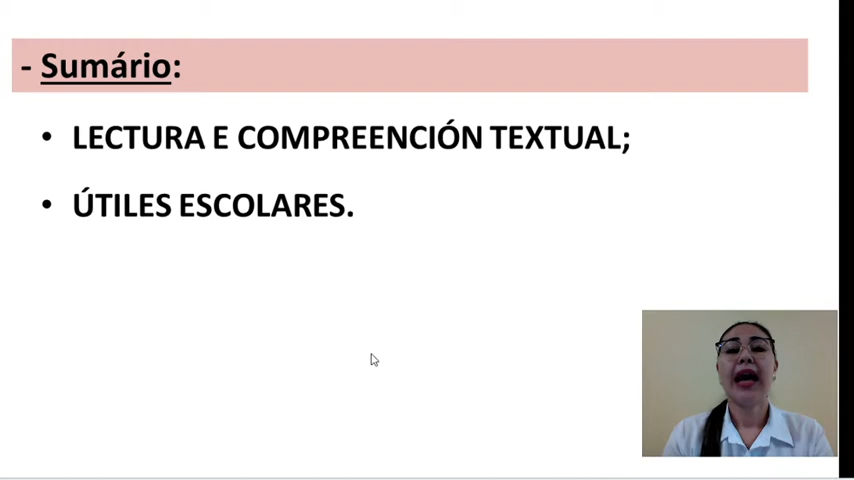 - Sumário:
• LECTURA E COMPREENCIÓN TEXTUAL;
• ÚTILES ESCOLARES.